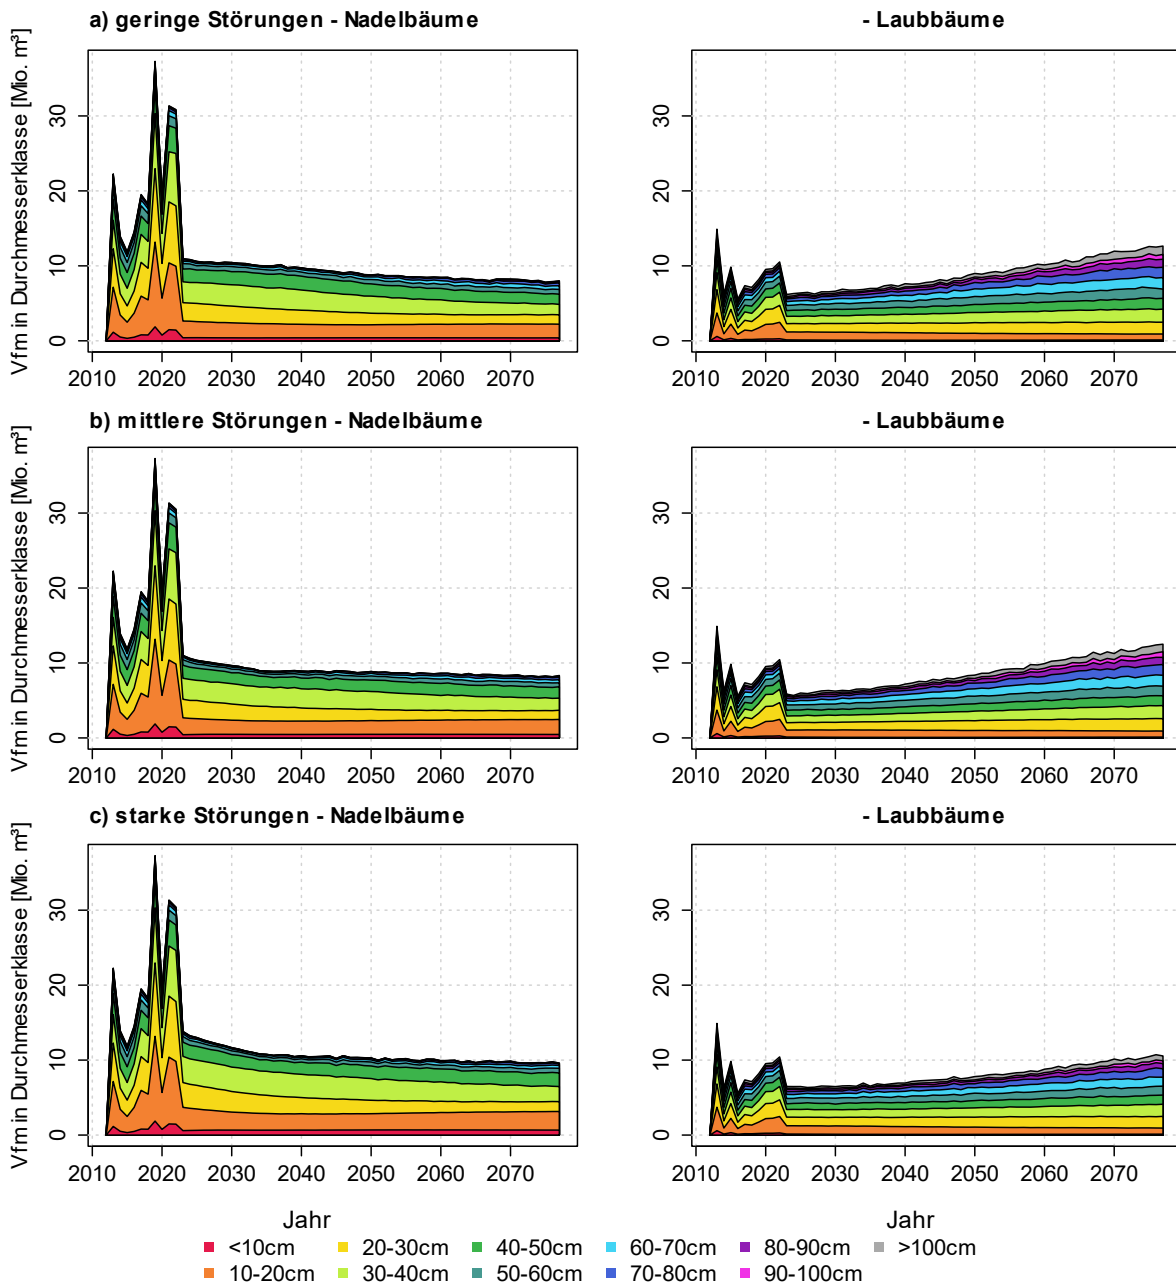 a) geringe Störungen - Nadelbäume
- Laubbäume
Vfm in Durchmesserklasse [Mio. m³]
30
20
10
0
2010 2020 2030 2040 2050 2060 2070
30
20
10
0
2010 2020 2030 2040 2050 2060 2070
b) mittlere Störungen - Nadelbäume
- Laubbäume
Vfm in Durchmesserklasse [Mio. m³]
30
20
10
0
2010 2020 2030 2040 2050 2060 2070
30
20
10
0
2010 2020 2030 2040 2050 2060 2070
c) starke Störungen - Nadelbäume
- Laubbäume
Vfm in Durchmesserklasse [Mio. m³]
30
20
10
0
2010 2020 2030 2040 2050 2060 2070
30
20
10
0
2010 2020 2030 2040 2050 2060 2070
Jahr Jahr
<10cm 20-30cm 40-50cm 60-70cm 80-90cm >100cm
10-20cm 30-40cm 50-60cm 70-80cm 90-100cm